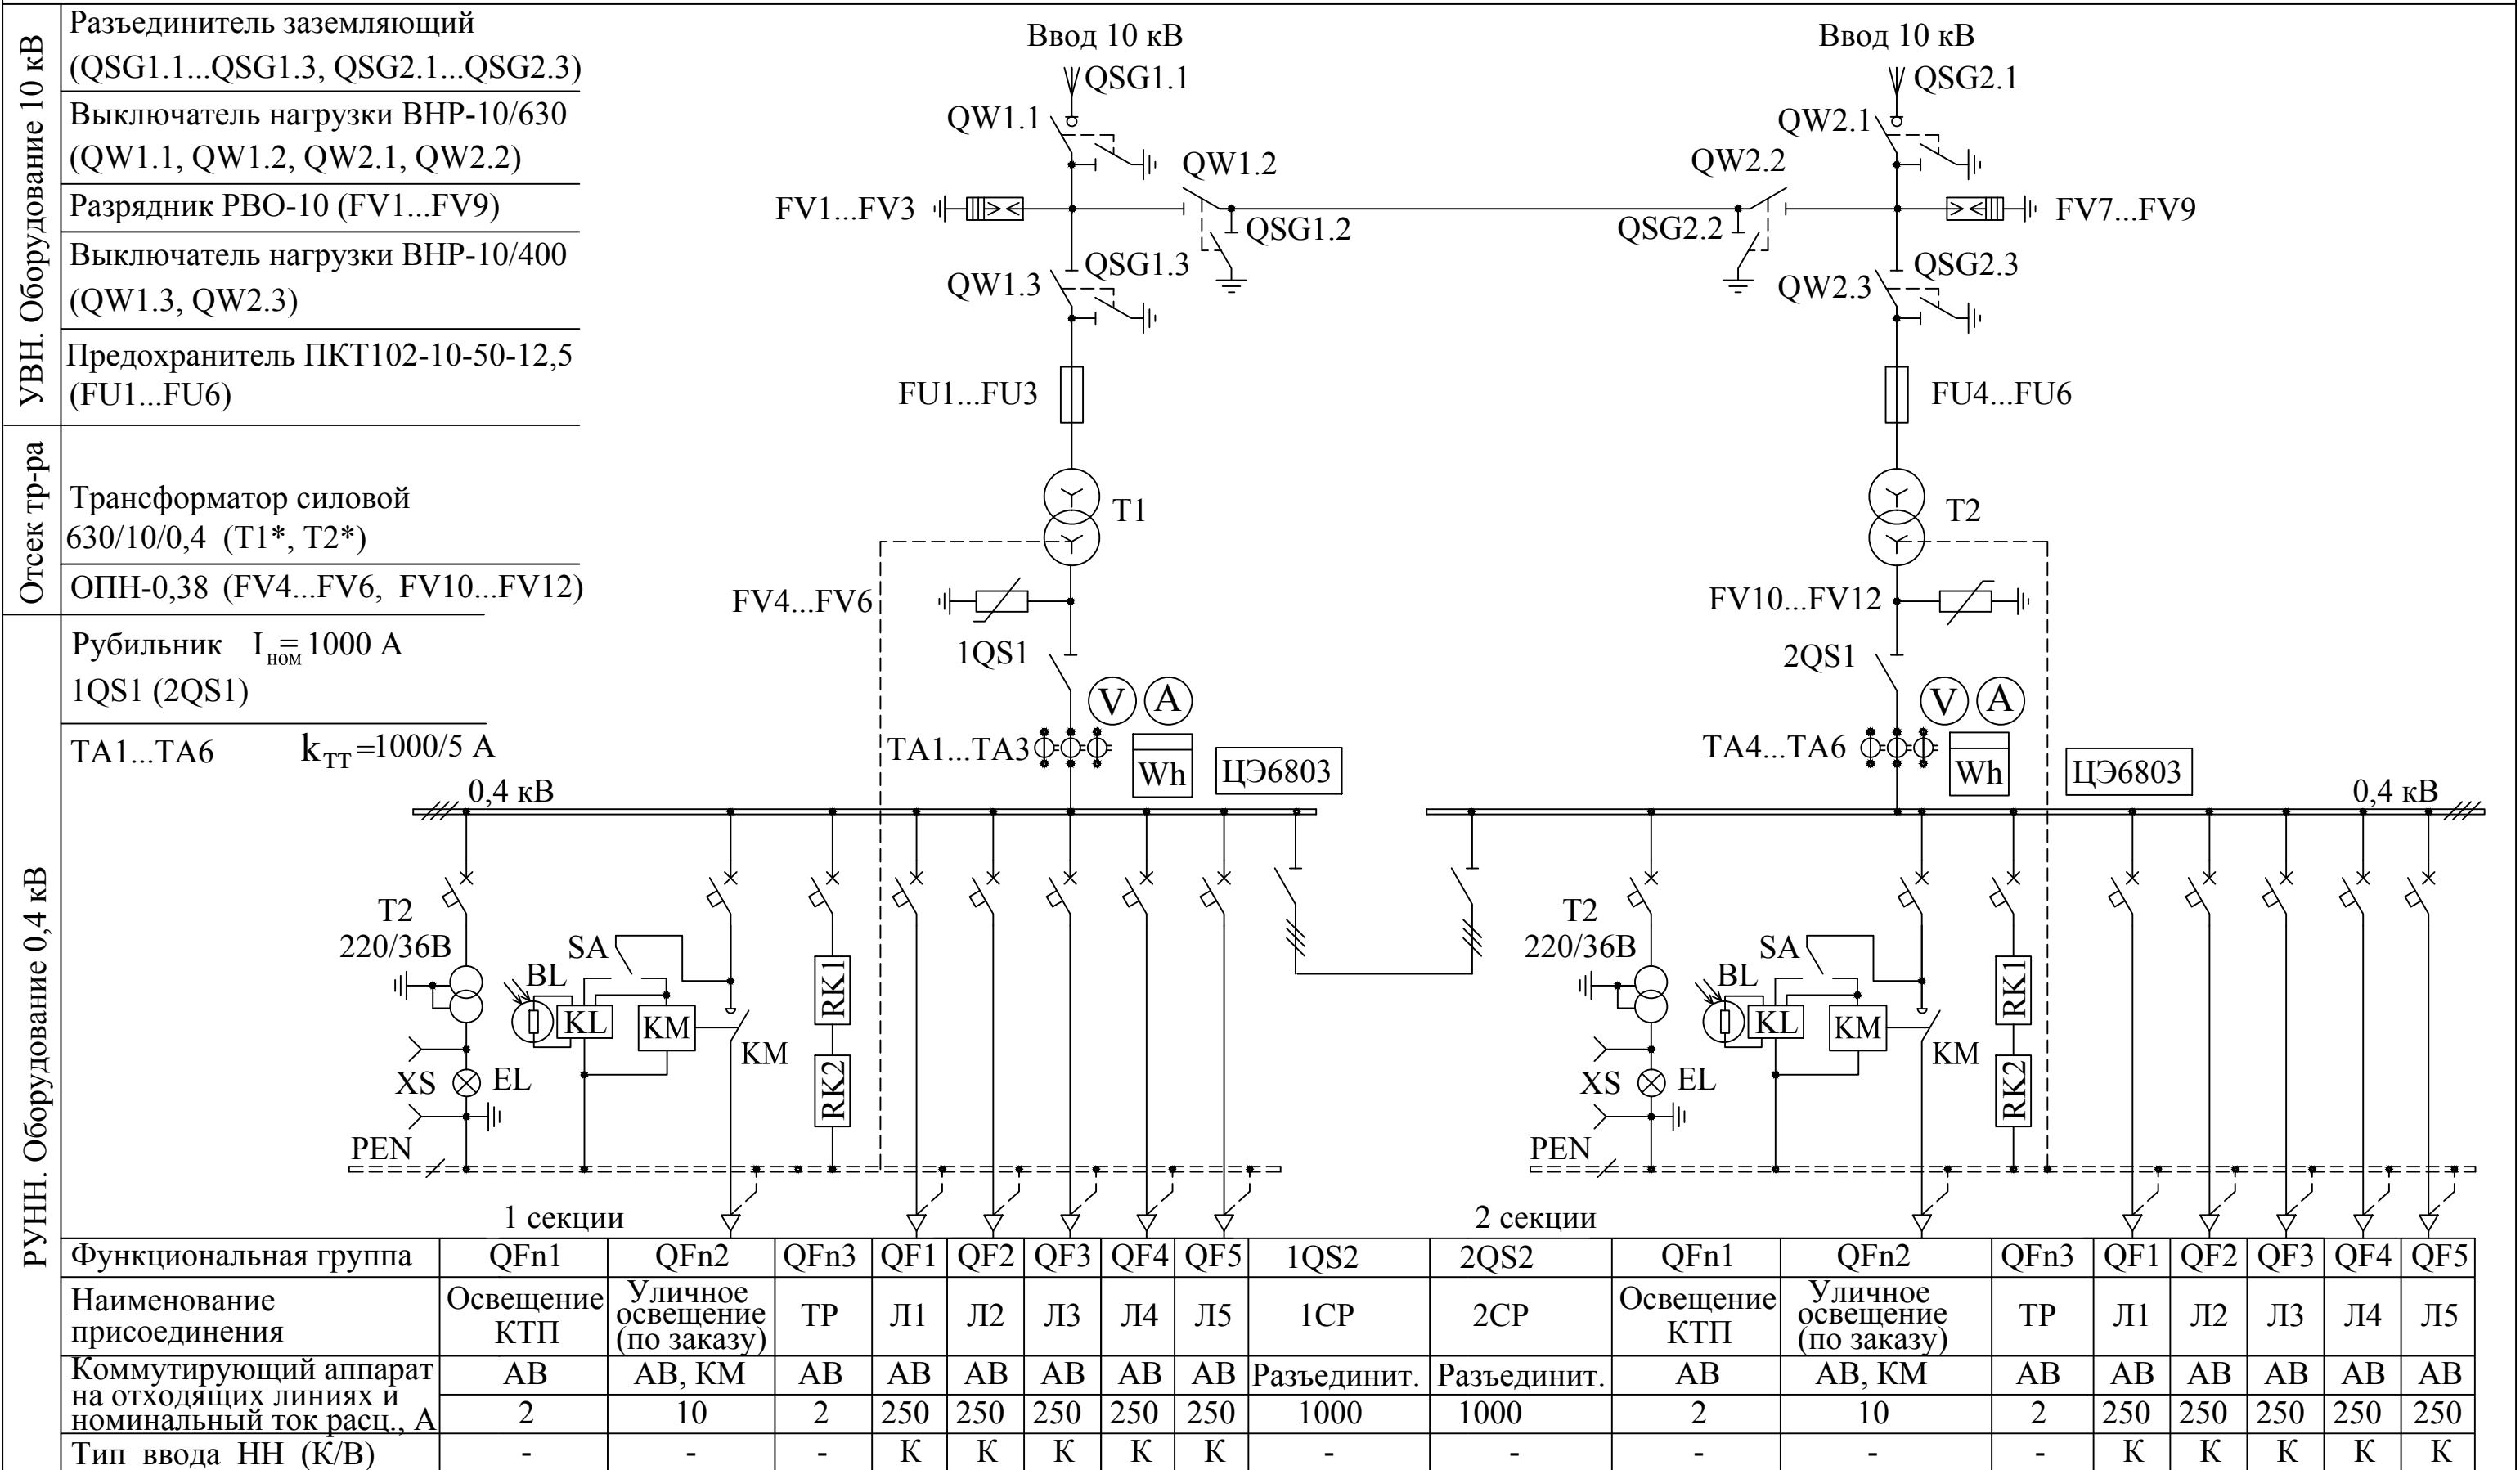 УВН. Оборудование 10 кВ
Разъединитель заземляющий
(QSG1.1...QSG1.3, QSG2.1...QSG2.3)
Выключатель нагрузки ВНР-10/630
(QW1.1, QW1.2, QW2.1, QW2.2)
Разрядник РВО-10 (FV1...FV9)
Выключатель нагрузки ВНР-10/400
(QW1.3, QW2.3)
Предохранитель ПКТ102-10-50-12,5
(FU1...FU6)
Отсек тр-ра
Трансформатор силовой
630/10/0,4 (Т1*, Т2*)
ОПН-0,38 (FV4...FV6, FV10...FV12)
РУНН. Оборудование 0,4 кВ
Рубильник Iном= 1000 А
1QS1 (2QS1)
ТА1...ТА6 kТТ=1000/5 А
Ввод 10 кВ
QSG1.1
QW1.1
QW1.2
FV1...FV3
QSG1.2
QSG1.3
QW1.3
FU1...FU3
Т1
FV4...FV6
1QS1
V A
ТА1...ТА3
Wh
ЦЭ6803
0,4 кВ
Ввод 10 кВ
QSG2.1
QW2.1
QW2.2
FV7...FV9
QSG2.2
QSG2.3
QW2.3
FU4...FU6
Т2
FV10...FV12
2QS1
V A
ТА4...ТА6
Wh
ЦЭ6803
0,4 кВ
Т2
220/36В
SA
BL
KL
KM
KM
RK1
RK2
XS
EL
PEN
1 секции
Т2
220/36В
SA
BL
KL
KM
KM
RK1
RK2
XS
EL
PEN
2 секции
Функциональная группа QFn1 QFn2 QFn3 QF1 QF2 QF3 QF4 QF5 1QS2 2QS2 QFn1 QFn2 QFn3 QF1 QF2 QF3 QF4 QF5
Наименование
присоединения
Освещение
КТП
Уличное
освещение
(по заказу)
ТР Л1 Л2 Л3 Л4 Л5 1СР 2СР
Освещение
КТП
Уличное
освещение
(по заказу)
ТР Л1 Л2 Л3 Л4 Л5
Коммутирующий аппарат
на отходящих линиях и
номинальный ток расц., А
АВ АВ, КМ АВ АВ АВ АВ АВ АВ Разъединит. Разъединит. АВ АВ, КМ АВ АВ АВ АВ АВ АВ
2 10 2 250 250 250 250 250 1000 1000 2 10 2 250 250 250 250 250
Тип ввода НН (К/В) - - - К К К К К - - - - - К К К К К